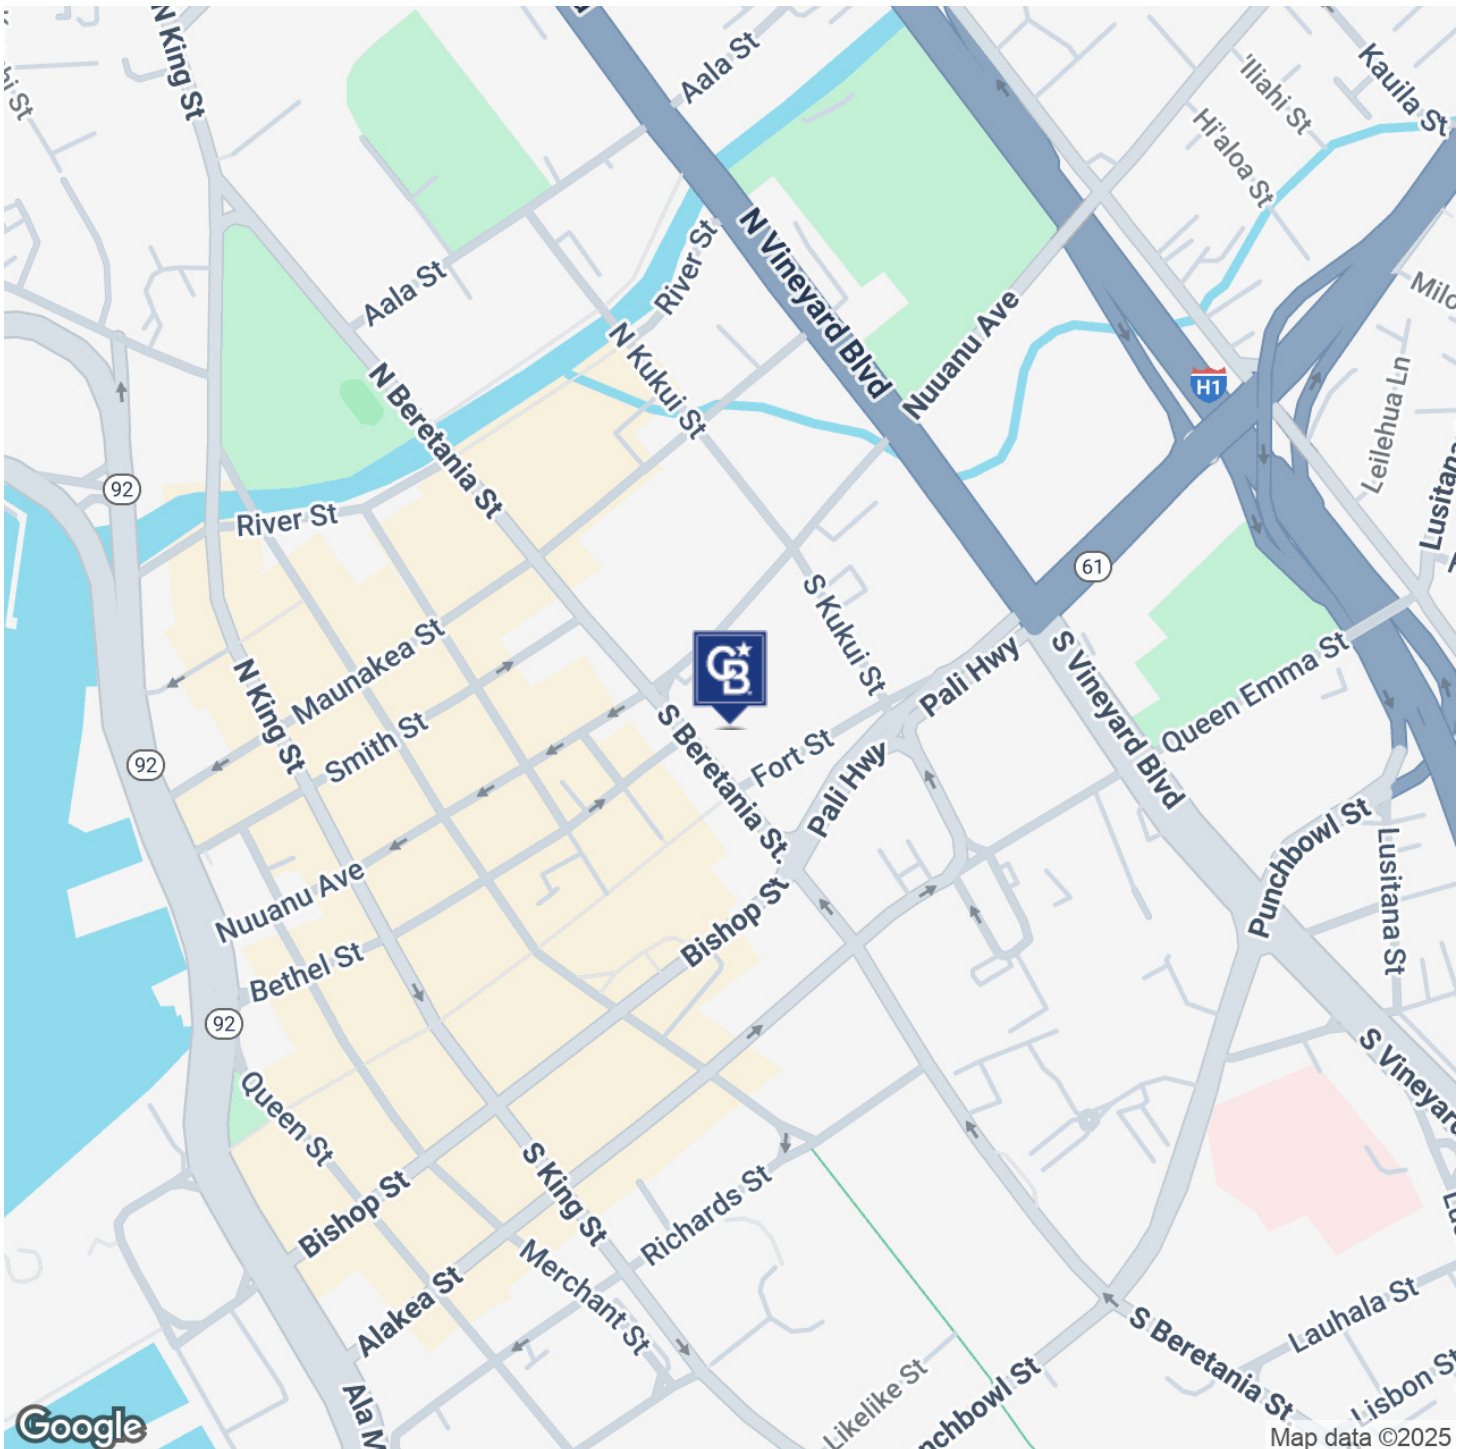 N King St
Aala St
'Iliahi St
Kauila St
Hi'aloa St
N Vineyard Blvd
River St
Aala St
Milo
N Kukui St
Nuuanu Ave
H1
N Beretania St
Leilehua Ln
92
River St
61
S Kukui St
Maunakea St
CB
Pali Hwy
S Vineyard Blvd
Queen Emma St
N King St
Smith St
S Beretania St.
Fort St
Pali Hwy
92
Punchbowl St
Lusitana St
Nuuanu Ave
Bishop St
Bethel St
92
Queen St
S King St
Bishop St
Richards St
Merchant St
Alakea St
S Beretania St.
Lauhala St
Lisbon St
Likelike St
Google
Map data ©2025